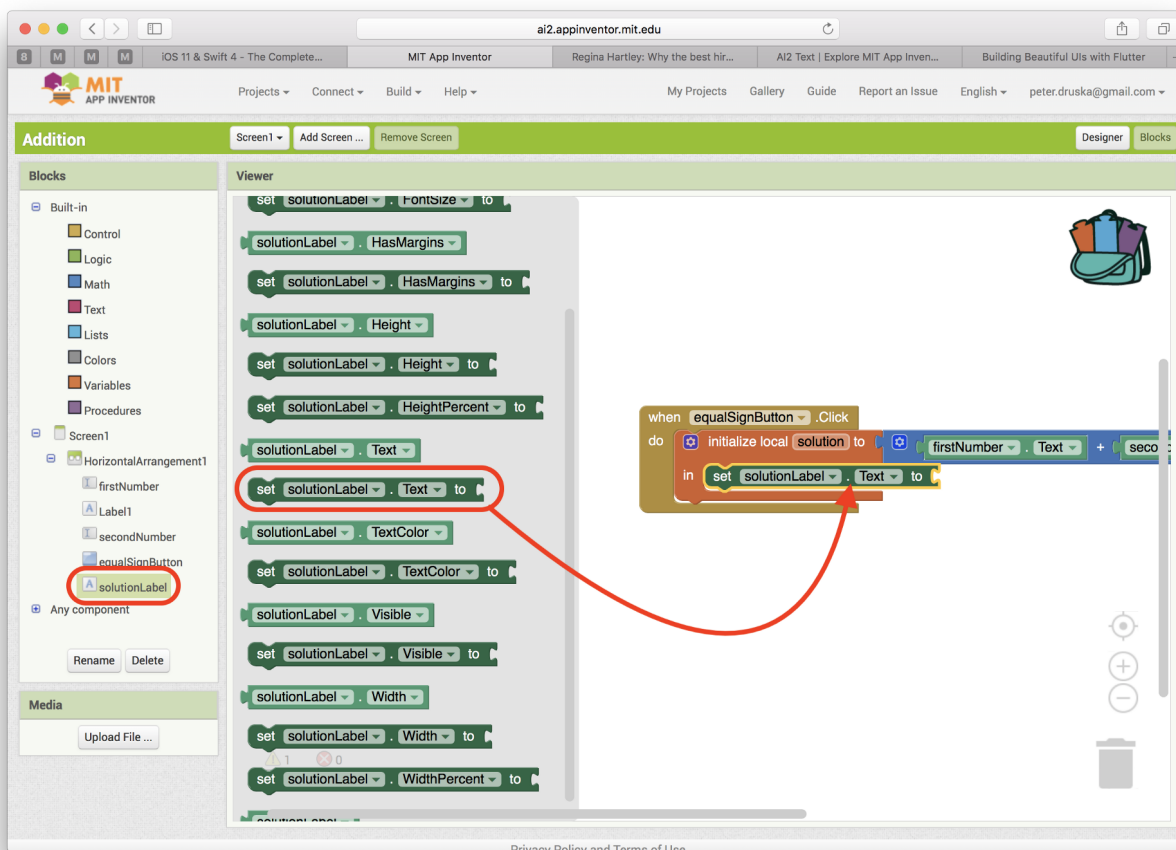 ai2.appinventor.mit.edu
8 M M M iOS 11 & Swift 4 - The Complete... MIT App Inventor Regina Hartley: Why the best hir... AI2 Text | Explore MIT App Inven... Building Beautiful UIs with Flutter
MIT
APP INVENTOR
Projects Connect Build Help My Projects Gallery Guide Report an Issue English peter.druska@gmail.com
Addition Screen1 Add Screen ... Remove Screen Designer Blocks
Blocks
Built-in
Control
Logic
Math
Text
Lists
Colors
Variables
Procedures
Screen1
HorizontalArrangement1
firstNumber
A Label1
secondNumber
equalSignButton
A solutionLabel
Any component
Rename Delete
Media
Upload File ...
Viewer
set solutionLabel . FontSize to
solutionLabel . HasMargins
set solutionLabel . HasMargins to
solutionLabel . Height
set solutionLabel . Height to
set solutionLabel . HeightPercent to
solutionLabel . Text
set solutionLabel . Text to
solutionLabel . TextColor
set solutionLabel . TextColor to
solutionLabel . Visible
set solutionLabel . Visible to
solutionLabel . Width
set solutionLabel . Width to
1 0
set solutionLabel . WidthPercent to
solutionLabel .
when equalSignButton .Click
do initialize local solution to firstNumber . Text + secon
in set solutionLabel . Text to
Privacy Policy and Terms of Use